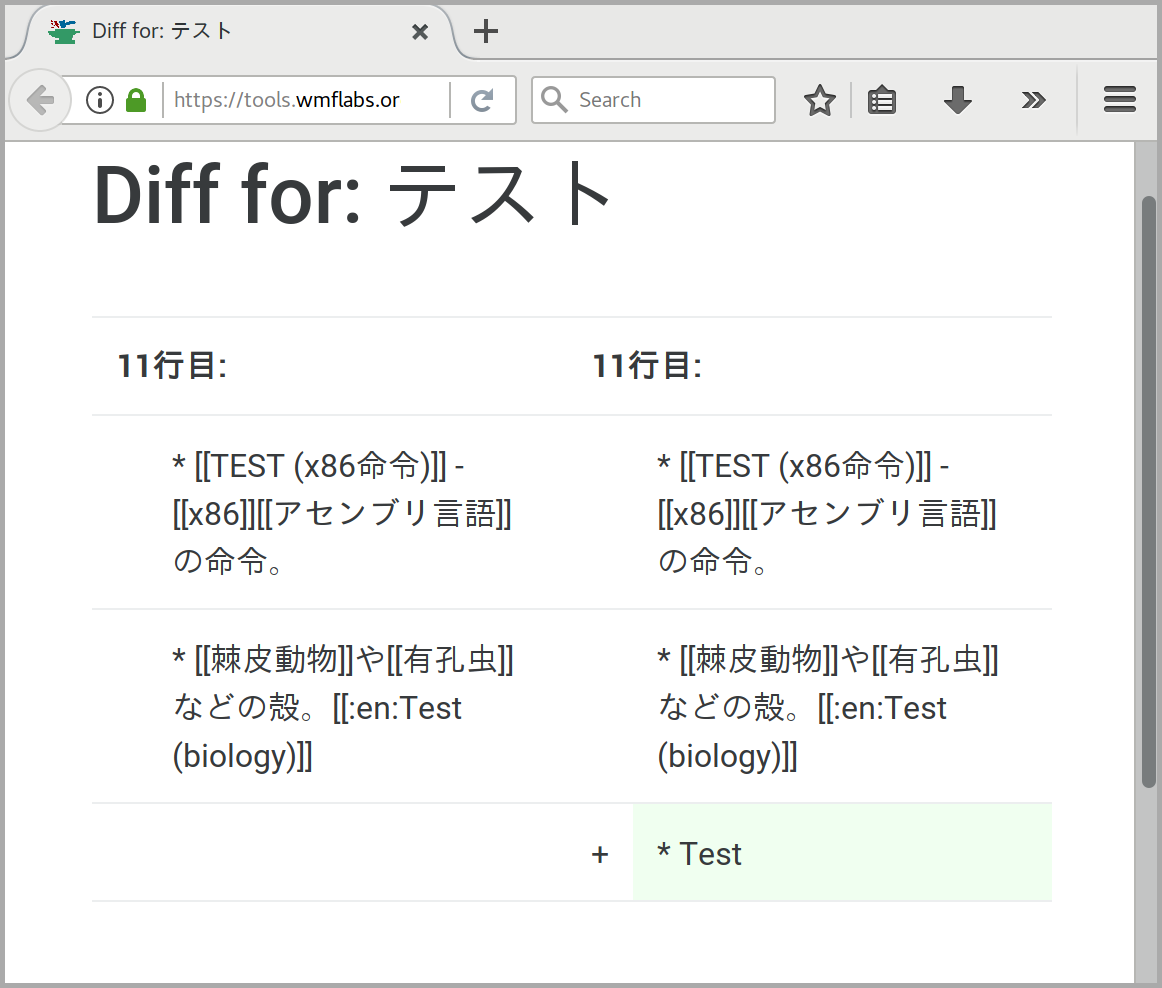 Diff for: テスト
https://tools.wmflabs.or
Search
Diff for: テスト
11行目:
11行目:
* [[TEST (x86命令)]] -
[[x86]][[アセンブリ言語]]
の命令。
* [[TEST (x86命令)]] -
[[x86]][[アセンブリ言語]]
の命令。
* [[棘皮動物]]や[[有孔虫]]
などの殻。[[:en:Test
(biology)]]
* [[棘皮動物]]や[[有孔虫]]
などの殻。[[:en:Test
(biology)]]
+
* Test